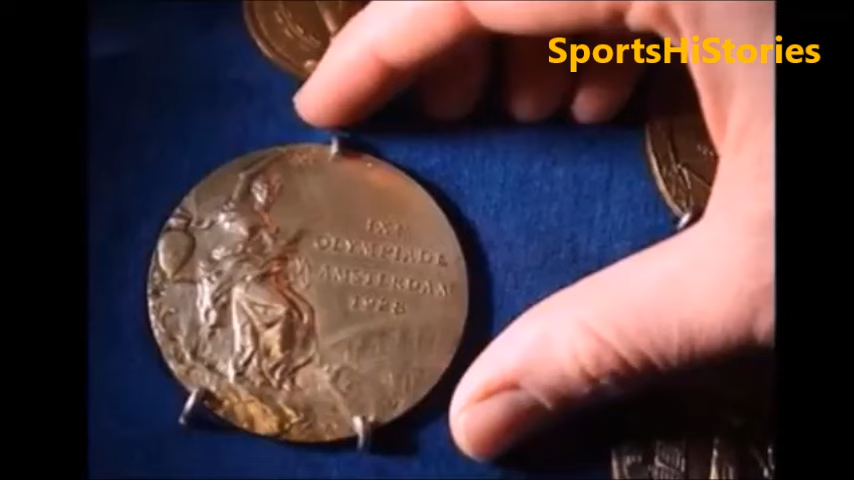 SportsHiStories
IXE
OLYMPIADE
AMSTERDAM
1928